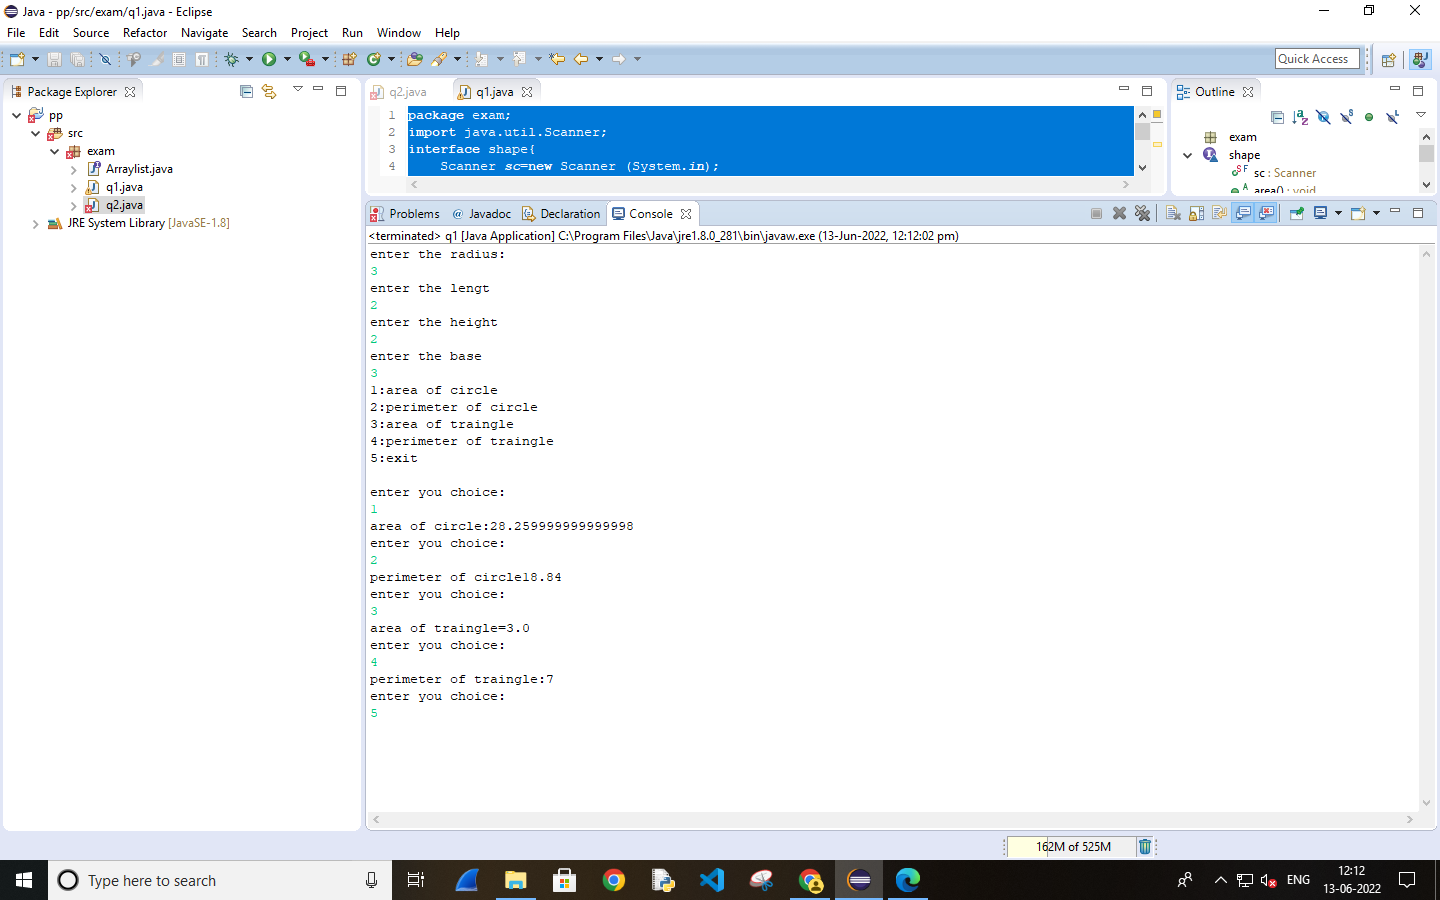 Java - pp/src/exam/q1.java - Eclipse
File Edit Source Refactor Navigate Search Project Run Window Help
Quick Access
Package Explorer
pp
src
exam
Arraylist.java
q1.java
q2.java
JRE System Library [JavaSE-1.8]
q2.java q1.java
1 package exam;
2 import java.util.Scanner;
3 interface shape{
4 Scanner sc=new Scanner (System.in);
Outline
exam
shape
sc : Scanner
area() : void
Problems @ Javadoc Declaration Console
<terminated> q1 [Java Application] C:\Program Files\Java\jre1.8.0_281\bin\javaw.exe (13-Jun-2022, 12:12:02 pm)
enter the radius:
3
enter the lengt
2
enter the height
2
enter the base
3
1:area of circle
2:perimeter of circle
3:area of traingle
4:perimeter of traingle
5:exit
enter you choice:
1
area of circle:28.259999999999998
enter you choice:
2
perimeter of circle18.84
enter you choice:
3
area of traingle=3.0
enter you choice:
4
perimeter of traingle:7
enter you choice:
5
162M of 525M
Type here to search
ENG
12:12
13-06-2022